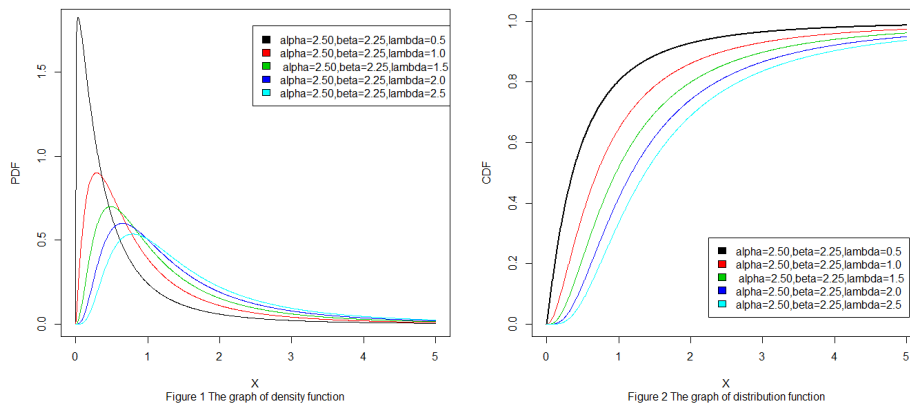 alpha=2.50,beta=2.25,lambda=0.5
alpha=2.50,beta=2.25,lambda=1.0
alpha=2.50,beta=2.25,lambda=1.5
alpha=2.50,beta=2.25,lambda=2.0
alpha=2.50,beta=2.25,lambda=2.5
PDF
0.0
0.5
1.0
1.5
0
1
2
3
4
5
X
Figure 1 The graph of density function
CDF
0.0
0.2
0.4
0.6
0.8
1.0
alpha=2.50,beta=2.25,lambda=0.5
alpha=2.50,beta=2.25,lambda=1.0
alpha=2.50,beta=2.25,lambda=1.5
alpha=2.50,beta=2.25,lambda=2.0
alpha=2.50,beta=2.25,lambda=2.5
0
1
2
3
4
5
X
Figure 2 The graph of distribution function